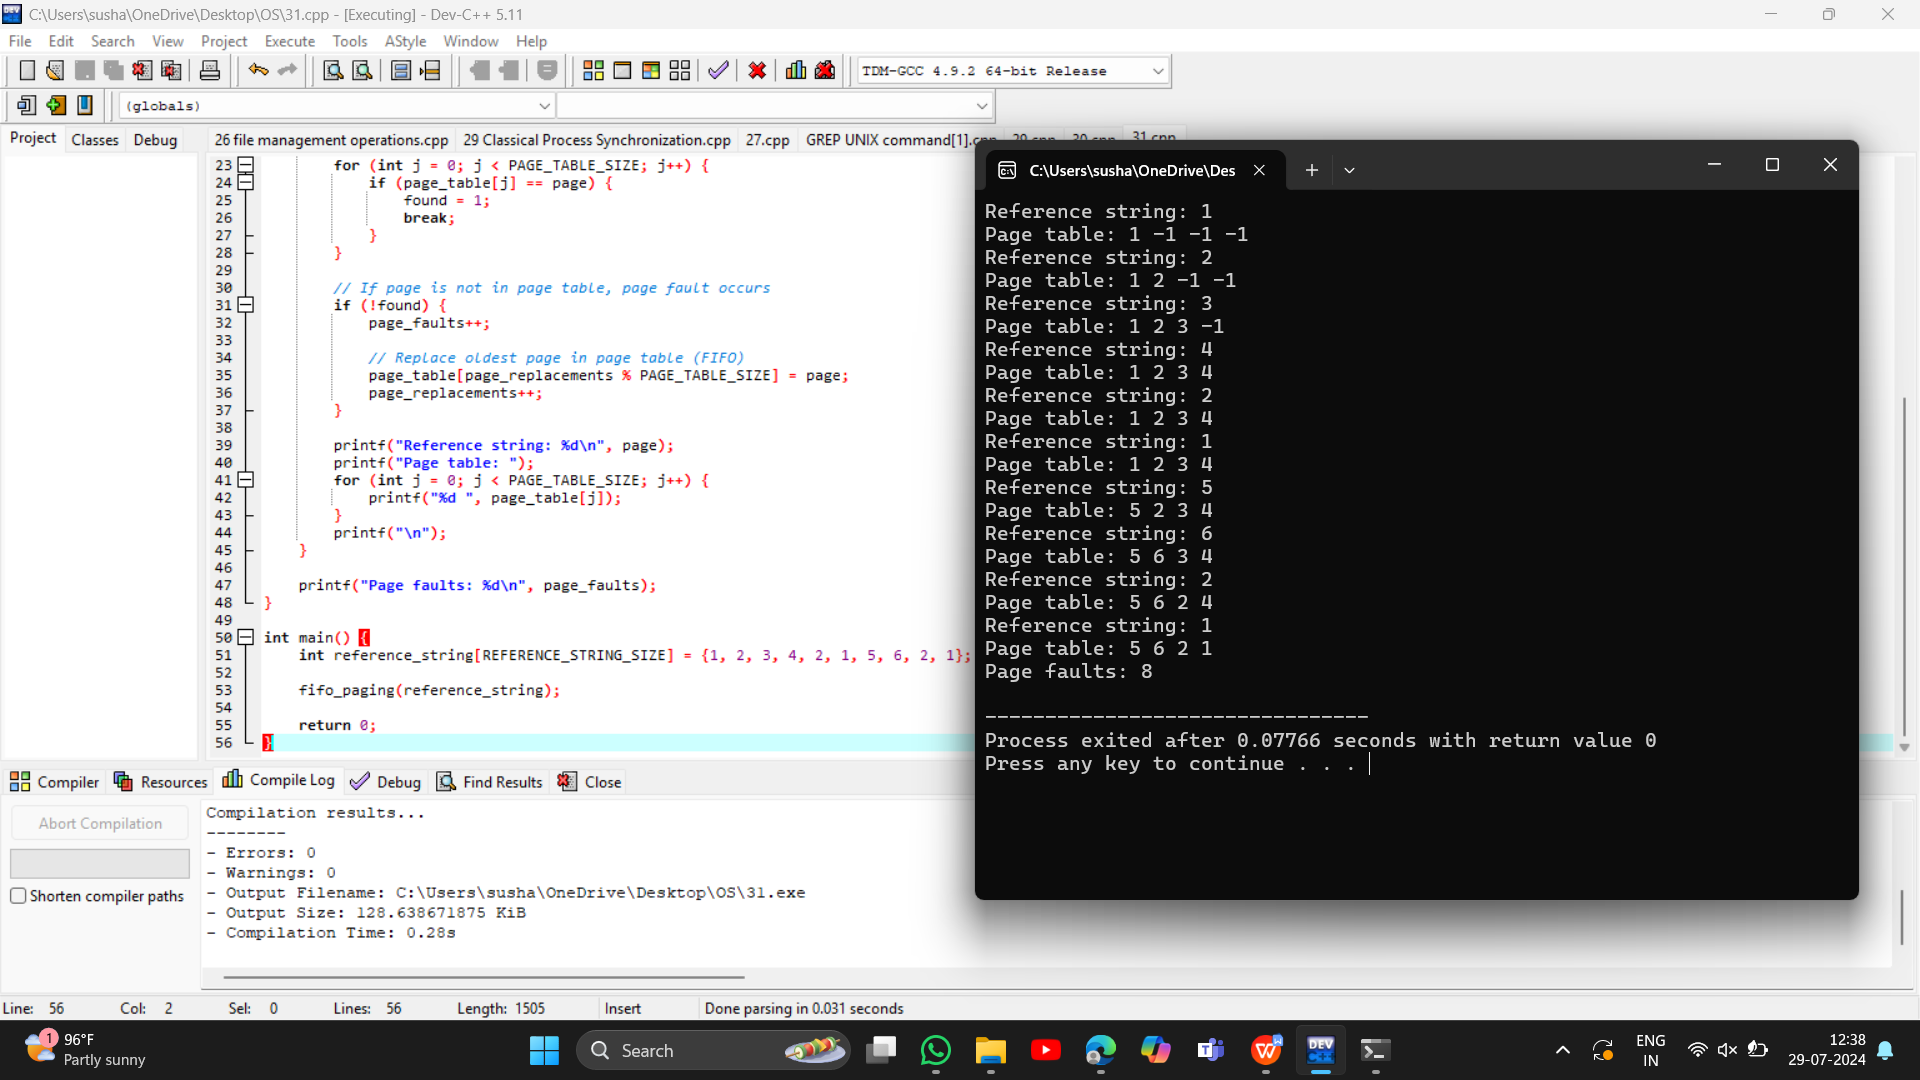 C:\Users\susha\OneDrive\Desktop\OS\31.cpp - [Executing] - Dev-C++ 5.11
File Edit Search View Project Execute Tools AStyle Window Help
TDM-GCC 4.9.2 64-bit Release
(globals)
Project Classes Debug
26 file management operations.cpp 29 Classical Process Synchronization.cpp 27.cpp GREP UNIX command[1].cpp 29.cpp 30.cpp 31.cpp
23 for (int j = 0; j < PAGE_TABLE_SIZE; j++) {
24 if (page_table[j] == page) {
25 found = 1;
26 break;
27 }
28 }
29
30 // If page is not in page table, page fault occurs
31 if (!found) {
32 page_faults++;
33
34 // Replace oldest page in page table (FIFO)
35 page_table[page_replacements % PAGE_TABLE_SIZE] = page;
36 page_replacements++;
37 }
38
39 printf("Reference string: %d\n", page);
40 printf("Page table: ");
41 for (int j = 0; j < PAGE_TABLE_SIZE; j++) {
42 printf("%d ", page_table[j]);
43 }
44 printf("\n");
45 }
46
47 printf("Page faults: %d\n", page_faults);
48 }
49
50 int main() {
51 int reference_string[REFERENCE_STRING_SIZE] = {1, 2, 3, 4, 2, 1, 5, 6, 2, 1};
52
53 fifo_paging(reference_string);
54
55 return 0;
56 }
C:\Users\susha\OneDrive\Des
Reference string: 1
Page table: 1 -1 -1 -1
Reference string: 2
Page table: 1 2 -1 -1
Reference string: 3
Page table: 1 2 3 -1
Reference string: 4
Page table: 1 2 3 4
Reference string: 2
Page table: 1 2 3 4
Reference string: 1
Page table: 1 2 3 4
Reference string: 5
Page table: 5 2 3 4
Reference string: 6
Page table: 5 6 3 4
Reference string: 2
Page table: 5 6 2 4
Reference string: 1
Page table: 5 6 2 1
Page faults: 8
--------------------------------
Process exited after 0.07766 seconds with return value 0
Press any key to continue . . .
Compiler Resources Compile Log Debug Find Results Close
Abort Compilation
Shorten compiler paths
Compilation results...
--------
- Errors: 0
- Warnings: 0
- Output Filename: C:\Users\susha\OneDrive\Desktop\OS\31.exe
- Output Size: 128.638671875 KiB
- Compilation Time: 0.28s
Line: 56 Col: 2 Sel: 0 Lines: 56 Length: 1505 Insert Done parsing in 0.031 seconds
1
96°F
Partly sunny
Search
DEV
ENG
IN
12:38
29-07-2024